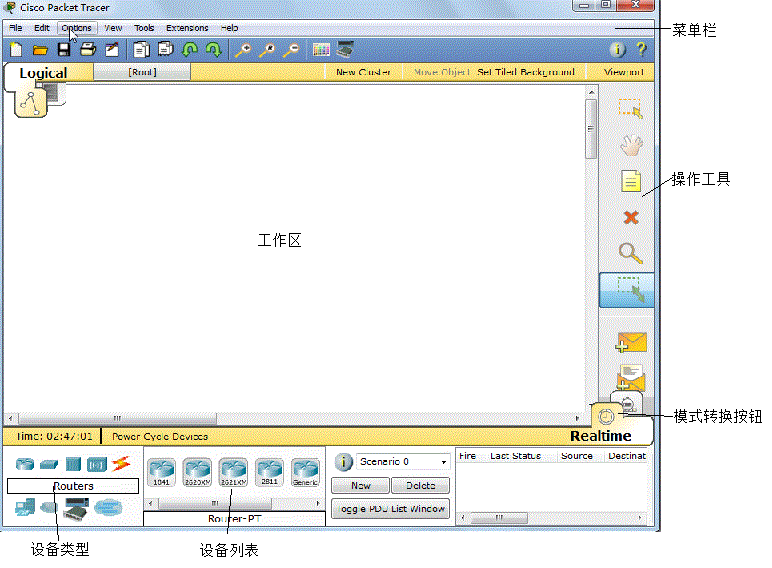 Cisco Packet Tracer
File Edit Options View Tools Extensions Help
菜单栏
Logical [Root] New Cluster Move Object Set Tiled Background Viewport
操作工具
工作区
模式转换按钮
Time: 02:47:01 Power Cycle Devices Realtime
Scenario 0 Fire Last Status Source Destinat
1841 2620XM 2621XM 2811 Generic
Routers New Delete
Toggle PDU List Window
Router-PT
设备类型 设备列表